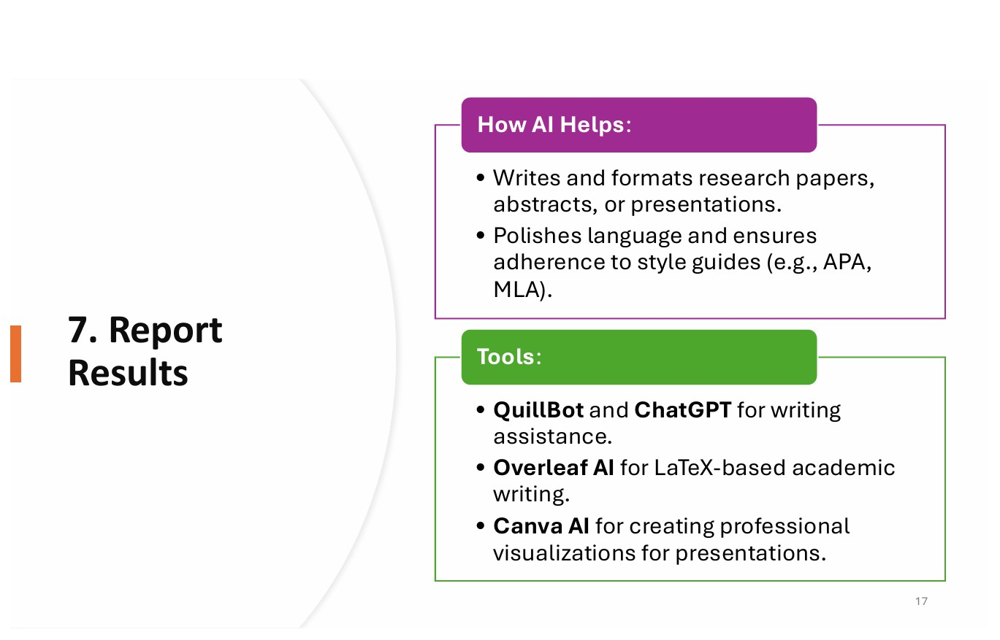 7. Report
Results
How AI Helps:
• Writes and formats research papers,
abstracts, or presentations.
• Polishes language and ensures
adherence to style guides (e.g., APA,
MLA).
Tools:
• QuillBot and ChatGPT for writing
assistance.
• Overleaf AI for LaTeX-based academic
writing.
• Canva AI for creating professional
visualizations for presentations.
17